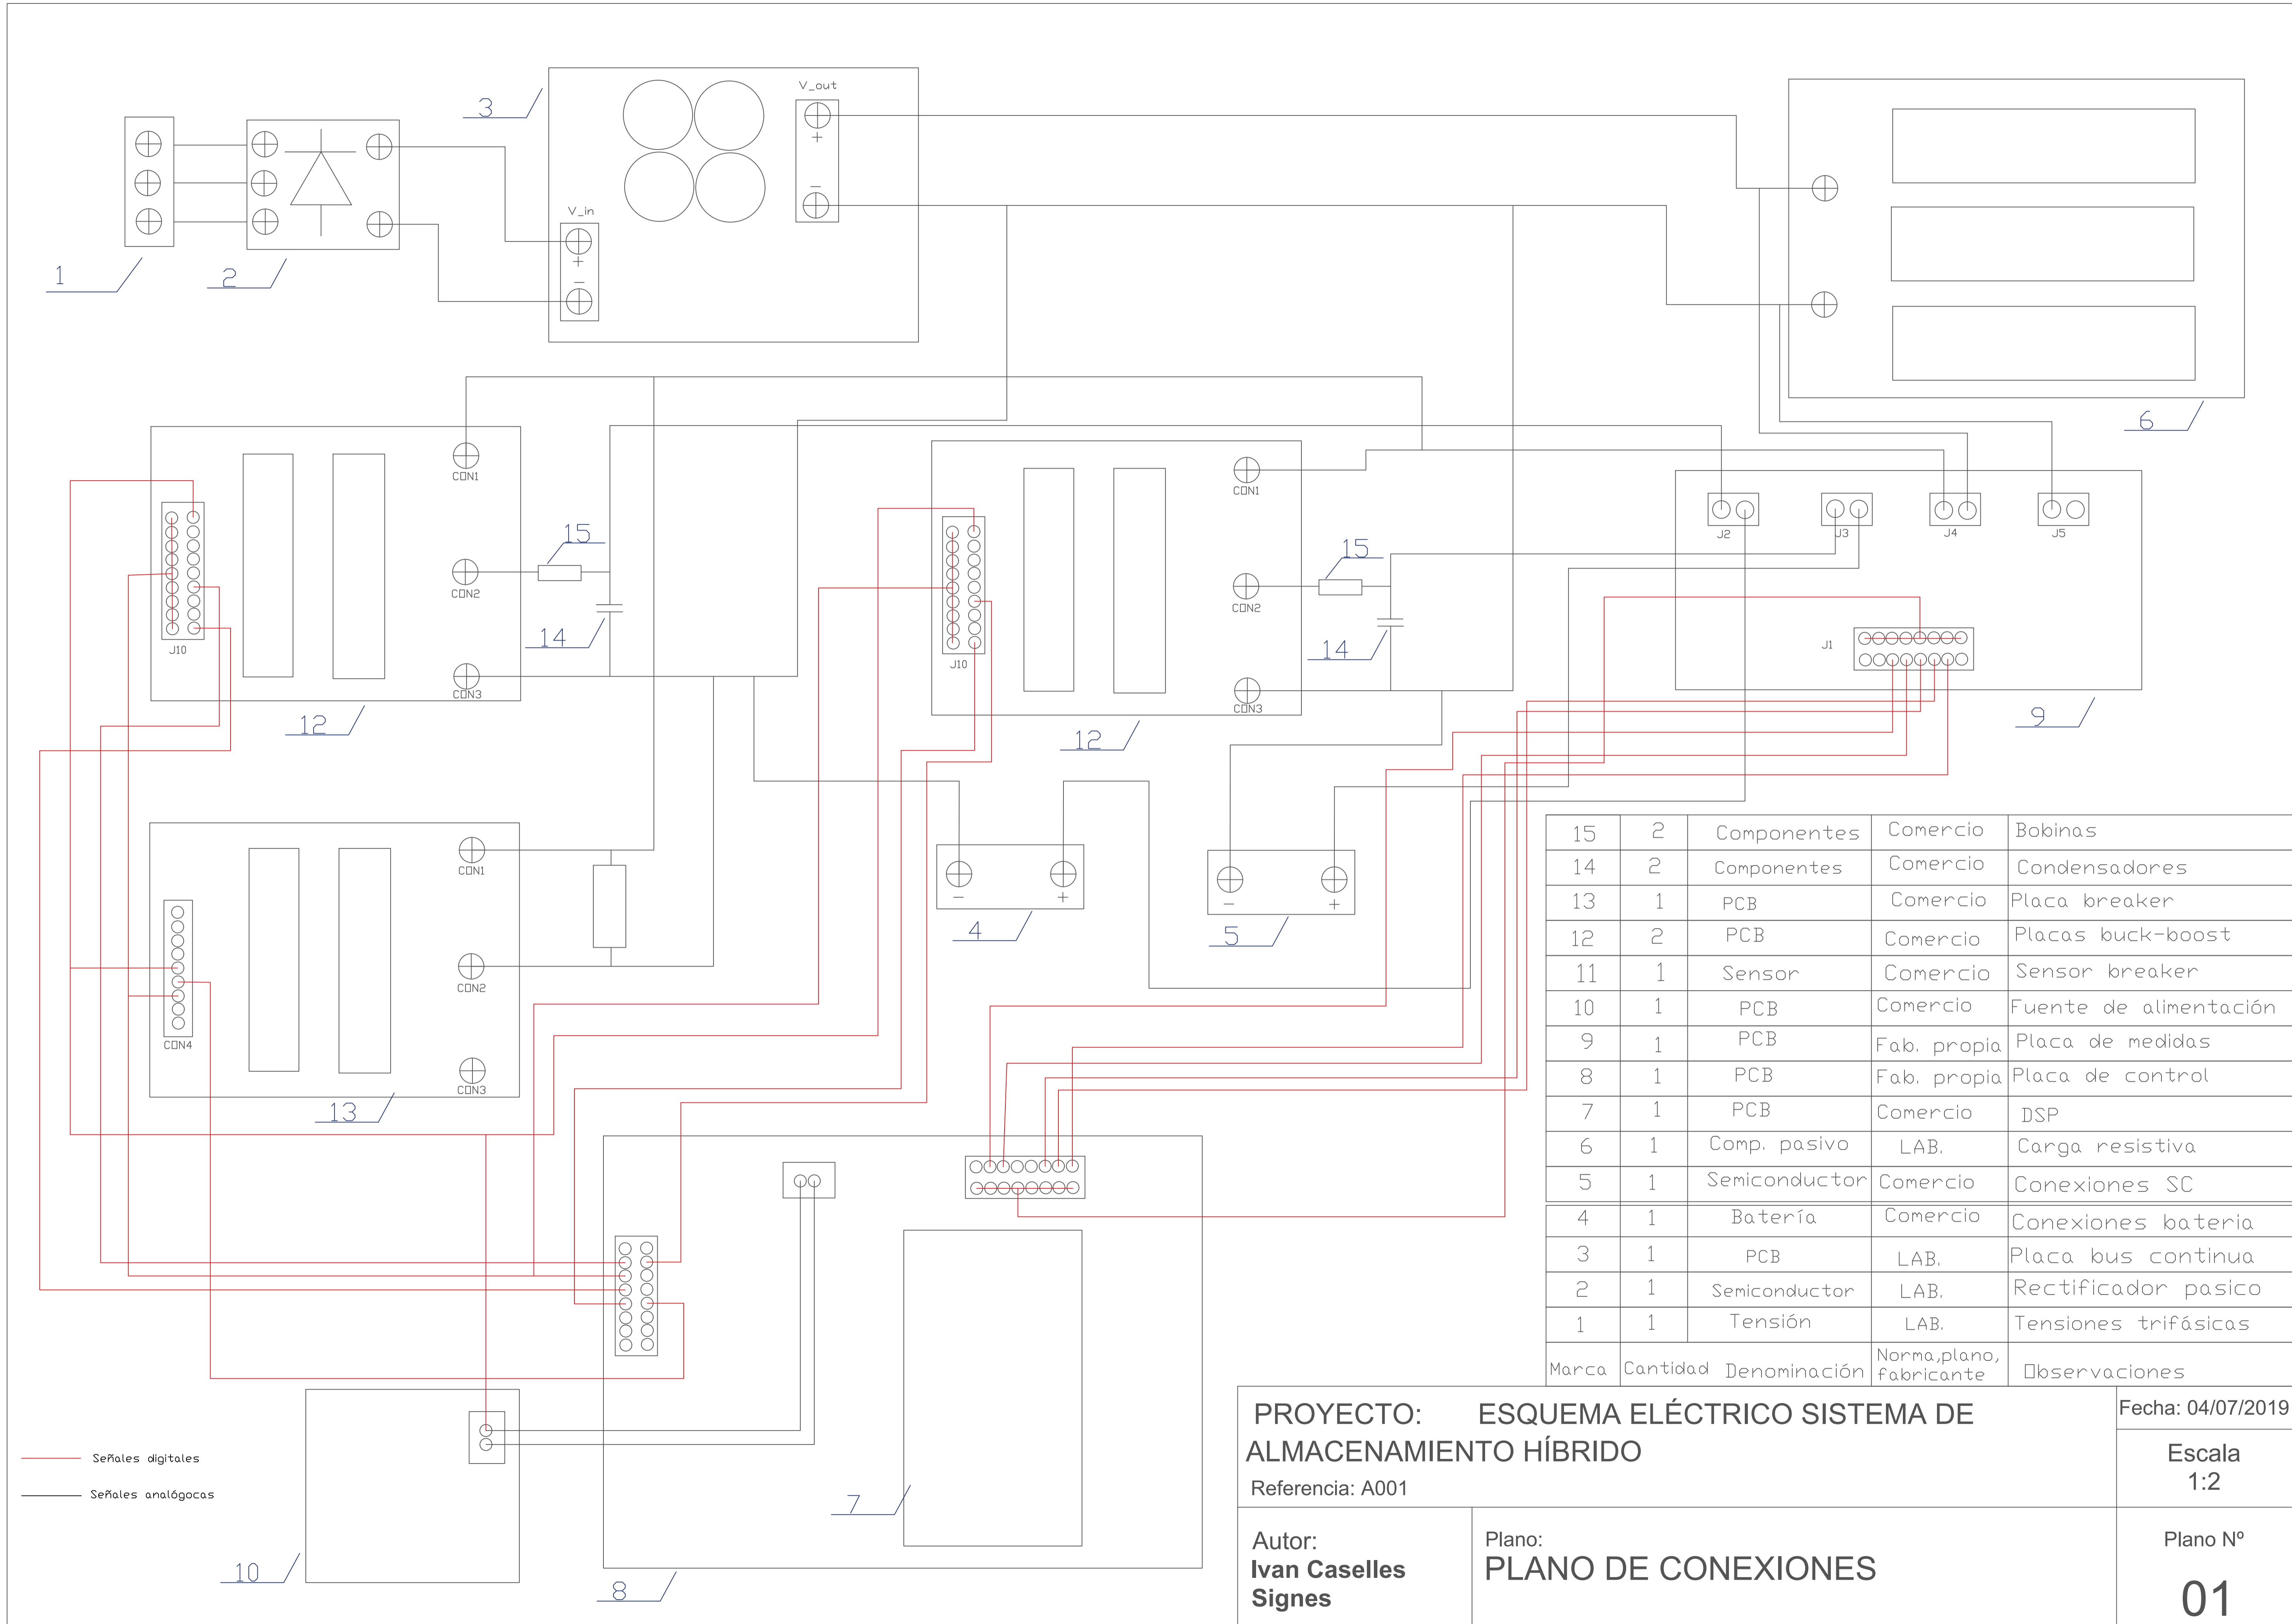 V_out
+
−
3
V_in
+
−
1
2
6
CON1
CON2
CON3
J10
15
14
12
CON1
CON2
CON3
J10
15
14
12
J2
J3
J4
J5
J1
9
CON1
CON2
CON3
CON4
13
− +
4
− +
5
7
8
10
Señales digitales
Señales analógocas
15 2 Componentes Comercio Bobinas
14 2 Componentes Comercio Condensadores
13 1 PCB Comercio Placa breaker
12 2 PCB Comercio Placas buck-boost
11 1 Sensor Comercio Sensor breaker
10 1 PCB Comercio Fuente de alimentación
9 1 PCB Fab. propia Placa de medidas
8 1 PCB Fab. propia Placa de control
7 1 PCB Comercio DSP
6 1 Comp. pasivo LAB. Carga resistiva
5 1 Semiconductor Comercio Conexiones SC
4 1 Batería Comercio Conexiones bateria
3 1 PCB LAB. Placa bus continua
2 1 Semiconductor LAB. Rectificador pasico
1 1 Tensión LAB. Tensiones trifásicas
Marca Cantidad Denominación Norma,plano, fabricante Observaciones
PROYECTO: ESQUEMA ELÉCTRICO SISTEMA DE
ALMACENAMIENTO HÍBRIDO
Referencia: A001
Fecha: 04/07/2019
Escala
1:2
Autor:
Ivan Caselles
Signes
Plano:
PLANO DE CONEXIONES
Plano Nº
01